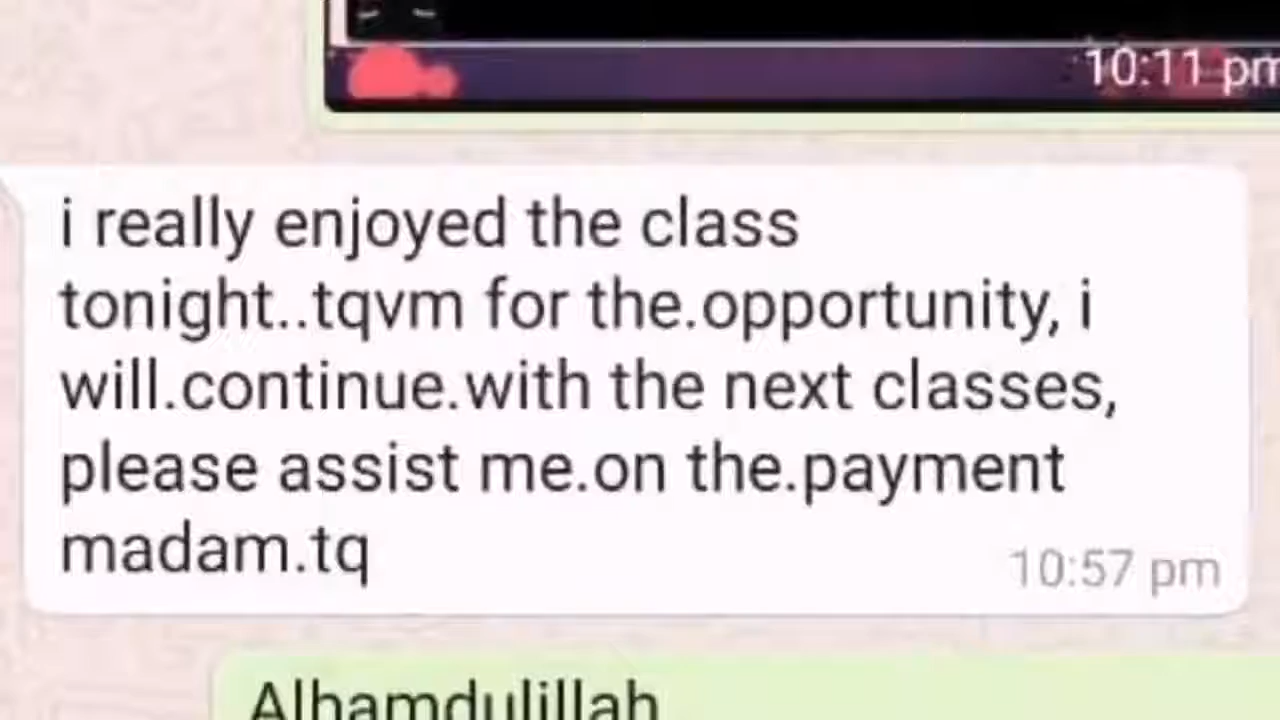 10:11 pm
i really enjoyed the class
tonight..tqvm for the.opportunity, i
will.continue.with the next classes,
please assist me.on the.payment
madam.tq
10:57 pm
Alhamdulillah